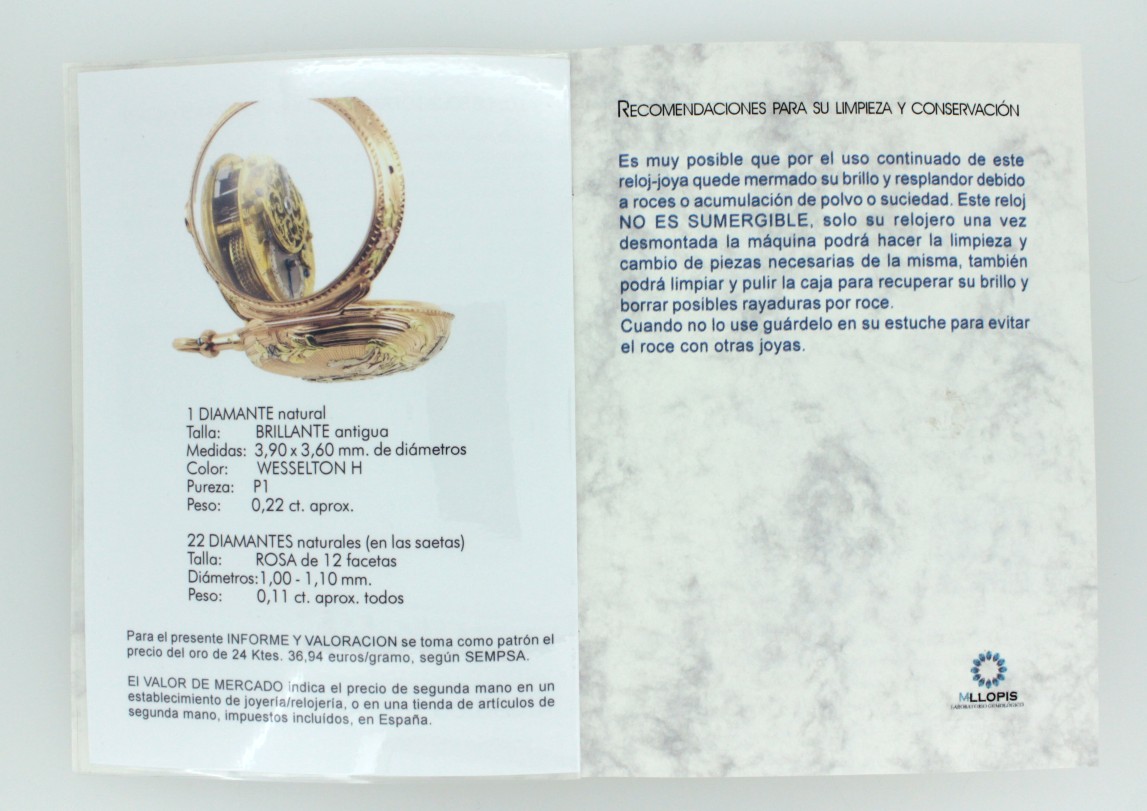 1 DIAMANTE natural
Talla: BRILLANTE antigua
Medidas: 3,90 x 3,60 mm. de diámetros
Color: WESSELTON H
Pureza: P1
Peso: 0,22 ct. aprox.
22 DIAMANTES naturales (en las saetas)
Talla: ROSA de 12 facetas
Diámetros: 1,00 - 1,10 mm.
Peso: 0,11 ct. aprox. todos
Para el presente INFORME Y VALORACION se toma como patrón el
precio del oro de 24 Ktes. 36,94 euros/gramo, según SEMPSA.
El VALOR DE MERCADO indica el precio de segunda mano en un
establecimiento de joyería/relojería, o en una tienda de artículos de
segunda mano, impuestos incluídos, en España.
RECOMENDACIONES PARA SU LIMPIEZA Y CONSERVACIÓN
Es muy posible que por el uso continuado de este
reloj-joya quede mermado su brillo y resplandor debido
a roces o acumulación de polvo o suciedad. Este reloj
NO ES SUMERGIBLE, solo su relojero una vez
desmontada la máquina podrá hacer la limpieza y
cambio de piezas necesarias de la misma, también
podrá limpiar y pulir la caja para recuperar su brillo y
borrar posibles rayaduras por roce.
Cuando no lo use guárdelo en su estuche para evitar
el roce con otras joyas.
MLLOPIS
LABORATORIO GEMOLÓGICO